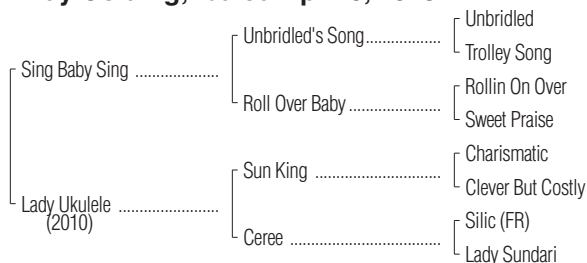 Unbridled
Unbridled's Song
Trolley Song
Sing Baby Sing
Rollin On Over
Roll Over Baby
Sweet Praise
Charismatic
Sun King
Clever But Costly
Lady Ukulele
(2010)
Silic (FR)
Ceree
Lady Sundari